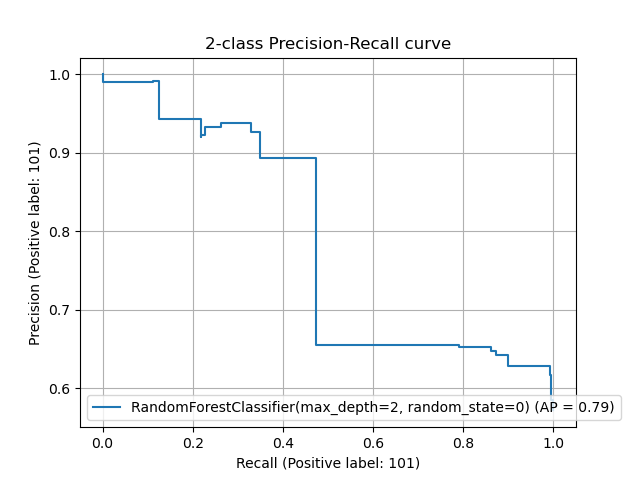 2-class Precision-Recall curve
1.0
0.9
0.8
0.7
0.6
Precision (Positive label: 101)
RandomForestClassifier(max_depth=2, random_state=0) (AP = 0.79)
0.0 0.2 0.4 0.6 0.8 1.0
Recall (Positive label: 101)